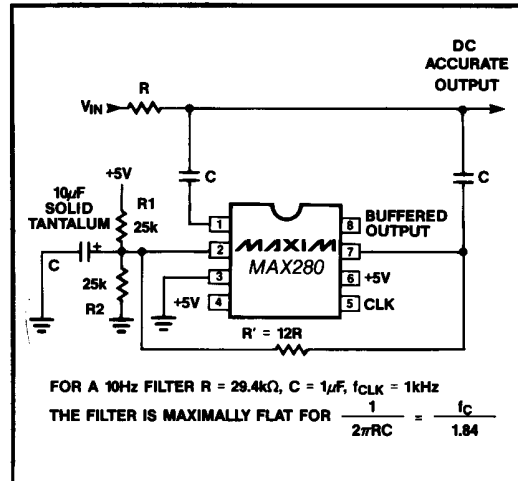 DC
ACCURATE
OUTPUT
R
VIN
C
C
+5V
10µF
SOLID
TANTALUM
R1
25k
C
+
25k
R2
1
2
3
4
+5V
MAXIM
MAX280
8
7
6
5
BUFFERED
OUTPUT
+5V
CLK
R' = 12R
FOR A 10Hz FILTER R = 29.4kΩ, C = 1µF, fCLK = 1kHz
THE FILTER IS MAXIMALLY FLAT FOR 1/2πRC = fC/1.84